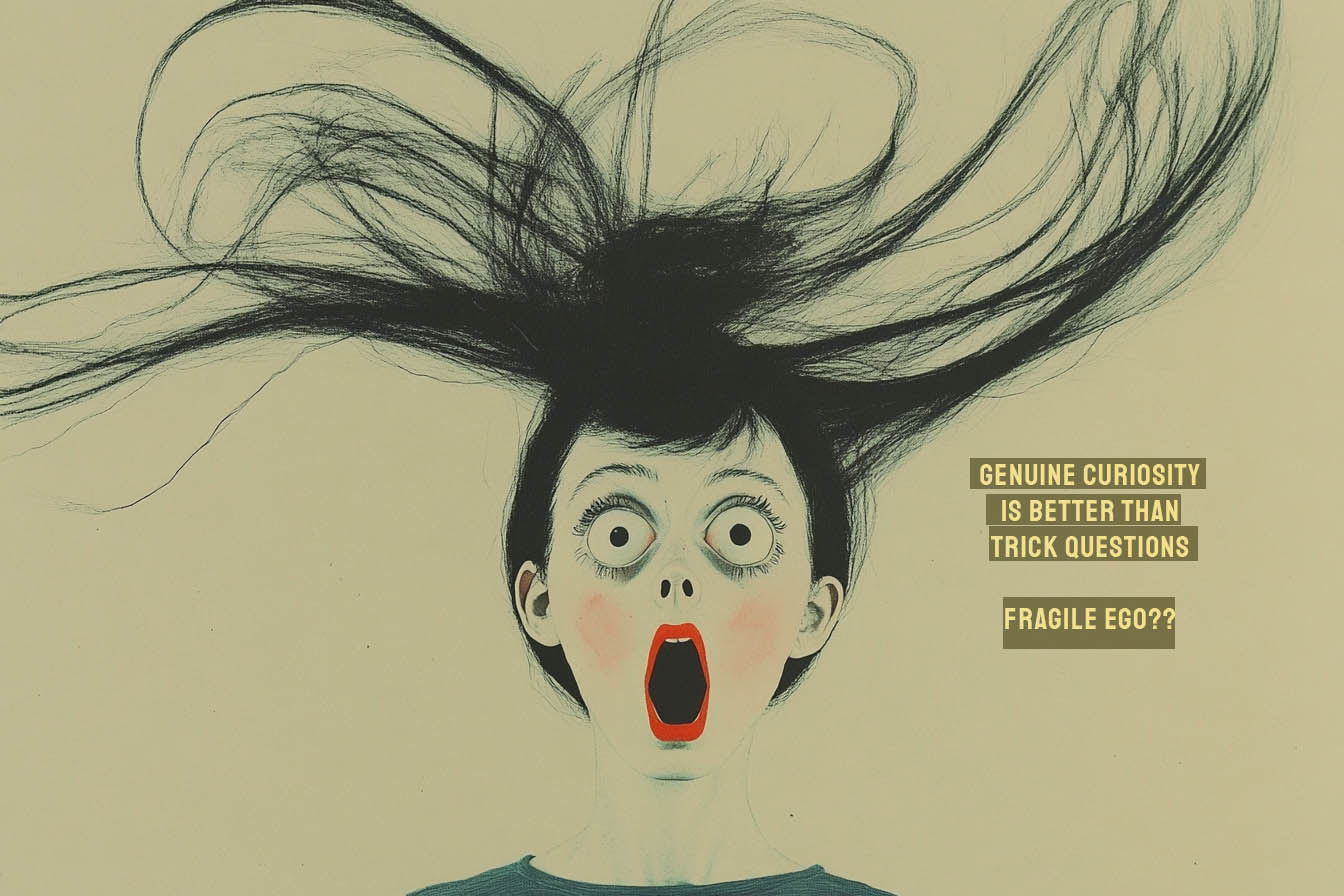 GENUINE CURIOSITY
IS BETTER THAN
TRICK QUESTIONS
FRAGILE EGO??